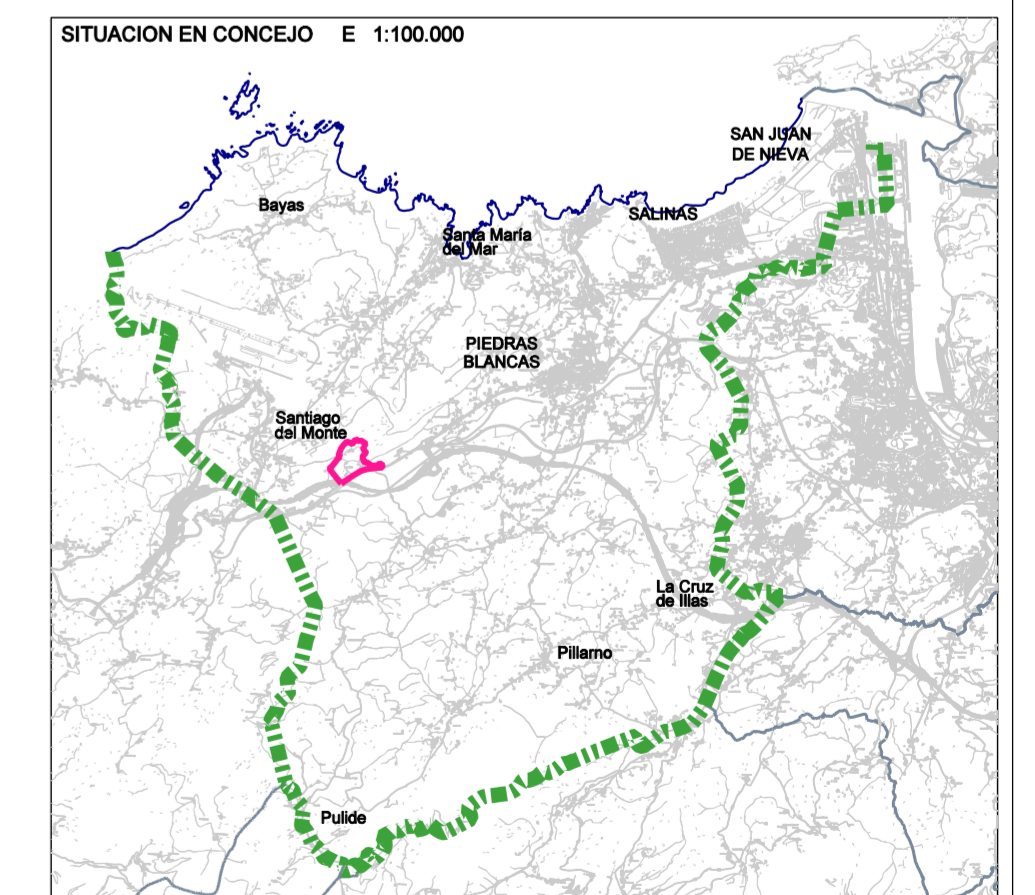 SITUACION EN CONCEJO E 1:100.000
SAN JUAN
DE NIEVA
Bayas
SALINAS
Santa María
del Mar
PIEDRAS
BLANCAS
Santiago
del Monte
La Cruz
de Illas
Pillarno
Pulide